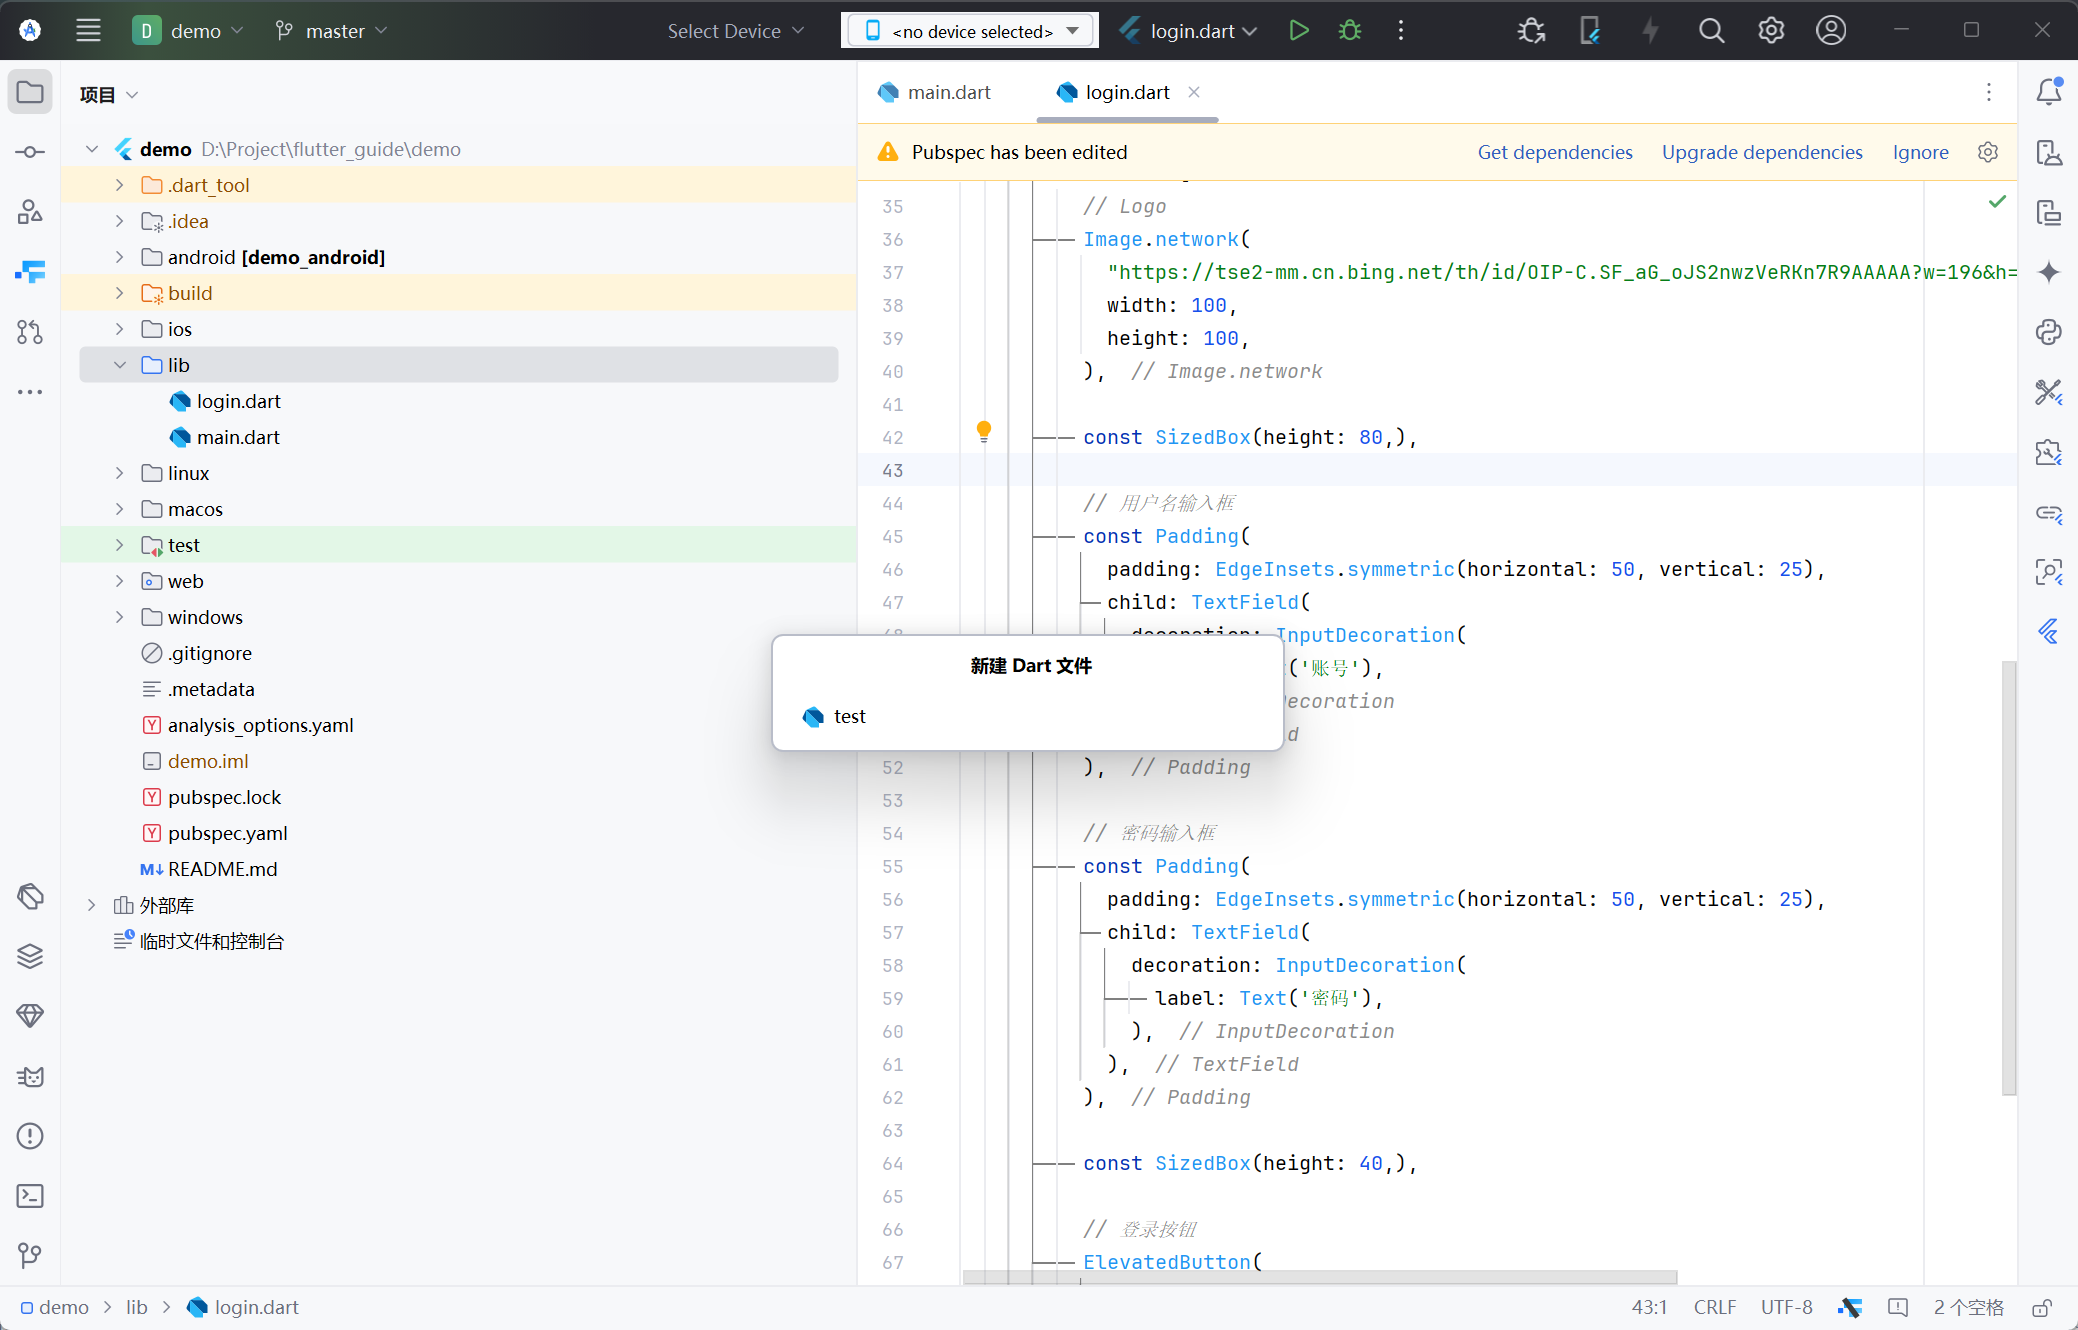 D demo master Select Device <no device selected> login.dart
项目
main.dart login.dart
Pubspec has been edited Get dependencies Upgrade dependencies Ignore
demo D:\Project\flutter_guide\demo
.dart_tool
.idea
android [demo_android]
build
ios
lib
login.dart
main.dart
linux
macos
test
web
windows
.gitignore
.metadata
analysis_options.yaml
demo.iml
pubspec.lock
pubspec.yaml
README.md
外部库
临时文件和控制台
35 // Logo
36 Image.network(
37 "https://tse2-mm.cn.bing.net/th/id/OIP-C.SF_aG_oJS2nwzVeRKn7R9AAAAA?w=196&h=
38 width: 100,
39 height: 100,
40 ), // Image.network
41
42 const SizedBox(height: 80,),
43
44 // 用户名输入框
45 const Padding(
46 padding: EdgeInsets.symmetric(horizontal: 50, vertical: 25),
47 child: TextField(
48 decoration: InputDecoration(
('账号'),
ecoration
d
新建 Dart 文件
test
52 ), // Padding
53
54 // 密码输入框
55 const Padding(
56 padding: EdgeInsets.symmetric(horizontal: 50, vertical: 25),
57 child: TextField(
58 decoration: InputDecoration(
59 label: Text('密码'),
60 ), // InputDecoration
61 ), // TextField
62 ), // Padding
63
64 const SizedBox(height: 40,),
65
66 // 登录按钮
67 ElevatedButton(
demo lib login.dart 43:1 CRLF UTF-8 2 个空格